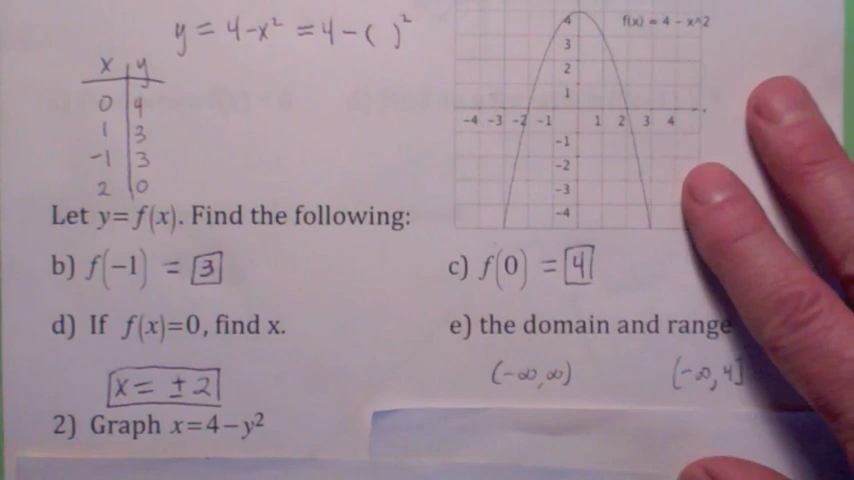 y = 4-x² = 4-( )²
x y
0 4
1 3
-1 3
2 0
f(x) = 4 - x^2
4
3
2
1
-4 -3 -2 -1 1 2 3 4
-1
-2
-3
-4
Let y=f(x). Find the following:
b) f(-1) = 3
c) f(0) = 4
d) If f(x)=0, find x.
e) the domain and range
x = ±2
(-∞,∞) (-∞,4]
2) Graph x=4-y²